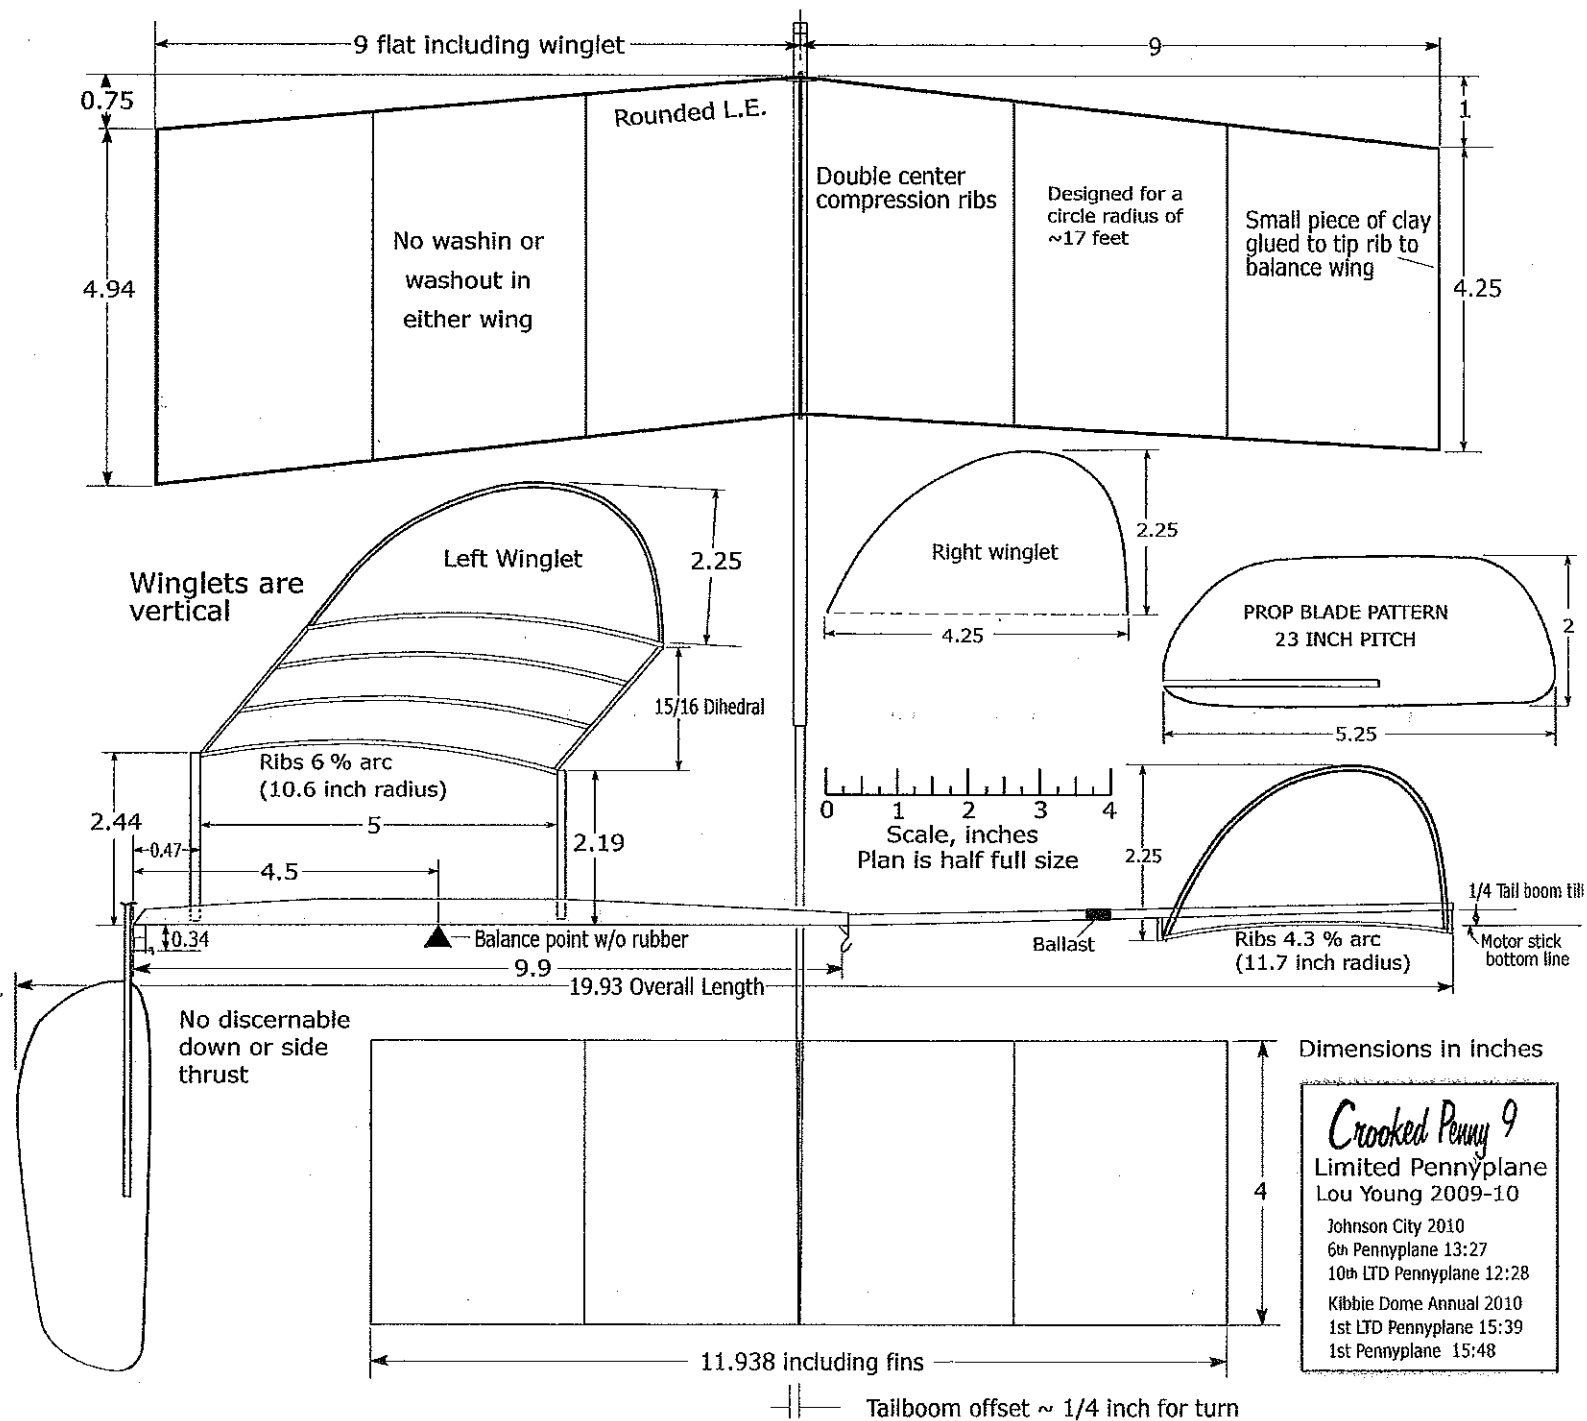 9 flat including winglet
9
0.75
Rounded L.E.
1
Double center
compression ribs
Designed for a
circle radius of
~17 feet
Small piece of clay
glued to tip rib to
balance wing
No washin or
washout in
either wing
4.94
4.25
Left Winglet
2.25
Right winglet
2.25
4.25
Winglets are
vertical
PROP BLADE PATTERN
23 INCH PITCH
2
5.25
15/16 Dihedral
Ribs 6 % arc
(10.6 inch radius)
5
2.44
2.19
0.47
4.5
0 1 2 3 4
Scale, inches
Plan is half full size
2.25
1/4 Tail boom tilt
0.34
Balance point w/o rubber
Ballast
Ribs 4.3 % arc
(11.7 inch radius)
Motor stick
bottom line
9.9
19.93 Overall Length
No discernable
down or side
thrust
Dimensions in inches
4
Crooked Penny 9
Limited Pennyplane
Lou Young 2009-10
Johnson City 2010
6th Pennyplane 13:27
10th LTD Pennyplane 12:28
Kibbie Dome Annual 2010
1st LTD Pennyplane 15:39
1st Pennyplane 15:48
11.938 including fins
Tailboom offset ~ 1/4 inch for turn